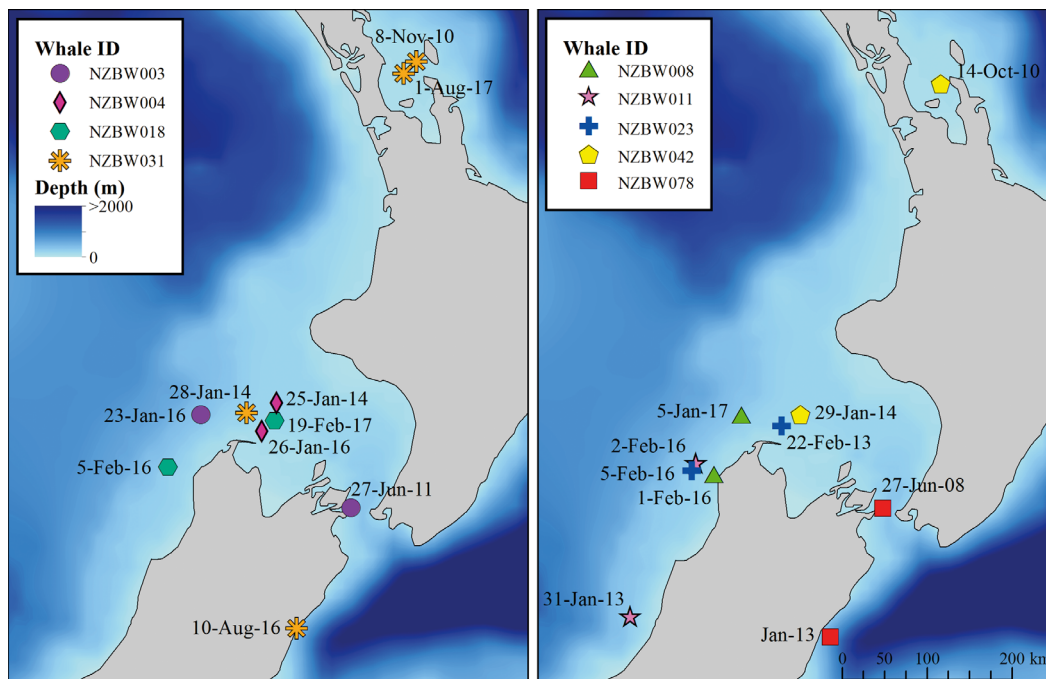 Whale ID
NZBW003
NZBW004
NZBW018
NZBW031
Depth (m)
>2000
0
8-Nov-10
1-Aug-17
28-Jan-14
25-Jan-14
23-Jan-16
19-Feb-17
26-Jan-16
5-Feb-16
27-Jun-11
10-Aug-16
Whale ID
NZBW008
NZBW011
NZBW023
NZBW042
NZBW078
14-Oct-10
5-Jan-17
29-Jan-14
22-Feb-13
2-Feb-16
5-Feb-16
1-Feb-16
27-Jun-08
31-Jan-13
Jan-13
0 50 100 200 km